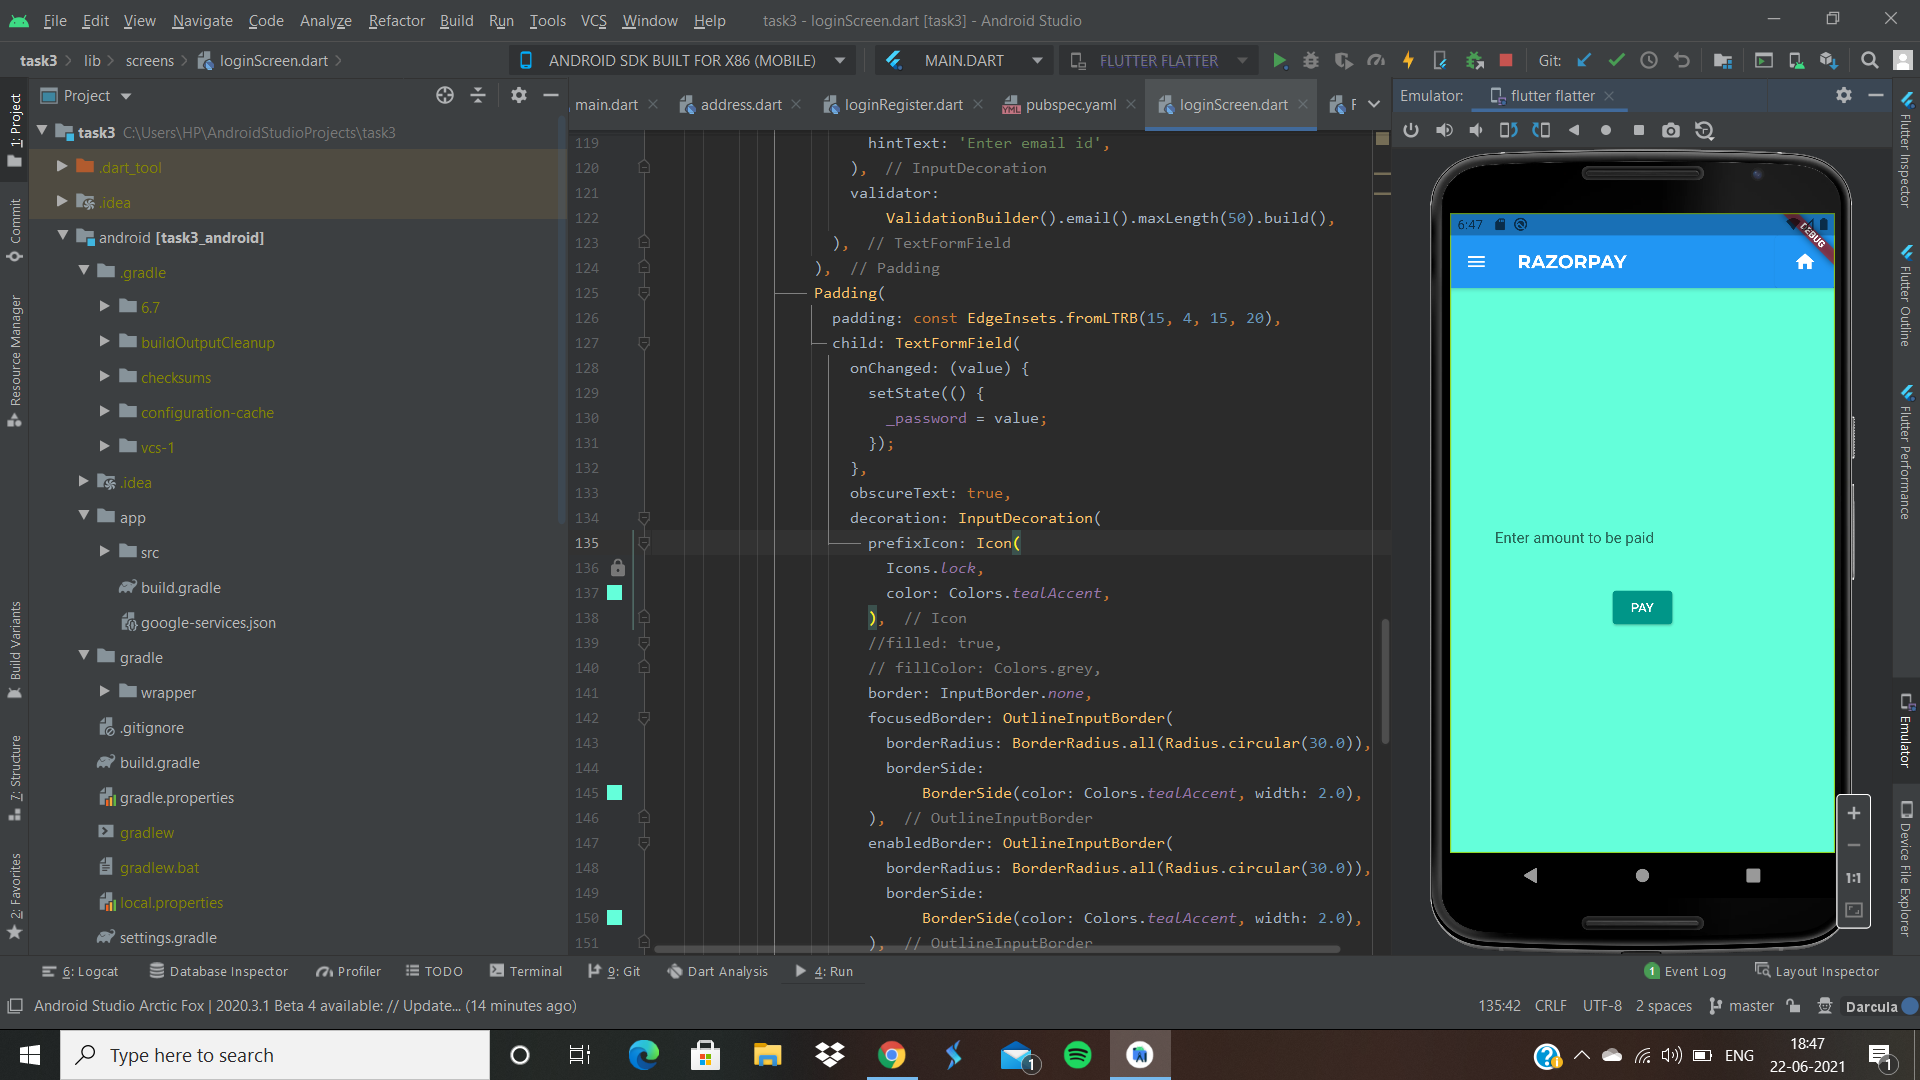 File Edit View Navigate Code Analyze Refactor Build Run Tools VCS Window Help task3 - loginScreen.dart [task3] - Android Studio
task3 lib screens loginScreen.dart ANDROID SDK BUILT FOR X86 (MOBILE) MAIN.DART FLUTTER FLATTER Git:
1: Project
Commit
Resource Manager
Build Variants
7: Structure
2: Favorites
Project
task3 C:\Users\HP\AndroidStudioProjects\task3
.dart_tool
.idea
android [task3_android]
.gradle
6.7
buildOutputCleanup
checksums
configuration-cache
vcs-1
.idea
app
src
build.gradle
google-services.json
gradle
wrapper
.gitignore
build.gradle
gradle.properties
gradlew
gradlew.bat
local.properties
settings.gradle
main.dart address.dart loginRegister.dart pubspec.yaml loginScreen.dart
119 hintText: 'Enter email id',
120 ), // InputDecoration
121 validator:
122 ValidationBuilder().email().maxLength(50).build(),
123 ), // TextFormField
124 ), // Padding
125 Padding(
126 padding: const EdgeInsets.fromLTRB(15, 4, 15, 20),
127 child: TextFormField(
128 onChanged: (value) {
129 setState(() {
130 _password = value;
131 });
132 },
133 obscureText: true,
134 decoration: InputDecoration(
135 prefixIcon: Icon(
136 Icons.lock,
137 color: Colors.tealAccent,
138 ), // Icon
139 //filled: true,
140 // fillColor: Colors.grey,
141 border: InputBorder.none,
142 focusedBorder: OutlineInputBorder(
143 borderRadius: BorderRadius.all(Radius.circular(30.0)),
144 borderSide:
145 BorderSide(color: Colors.tealAccent, width: 2.0),
146 ), // OutlineInputBorder
147 enabledBorder: OutlineInputBorder(
148 borderRadius: BorderRadius.all(Radius.circular(30.0)),
149 borderSide:
150 BorderSide(color: Colors.tealAccent, width: 2.0),
151 ), // OutlineInputBorder
Emulator: flutter flatter
6:47
DEBUG
RAZORPAY
Enter amount to be paid
PAY
1:1
Flutter Inspector
Flutter Outline
Flutter Performance
Emulator
Device File Explorer
6: Logcat Database Inspector Profiler TODO Terminal 9: Git Dart Analysis 4: Run 1 Event Log Layout Inspector
Android Studio Arctic Fox | 2020.3.1 Beta 4 available: // Update... (14 minutes ago) 135:42 CRLF UTF-8 2 spaces master Darcula
Type here to search 1 ENG 18:47
22-06-2021 1